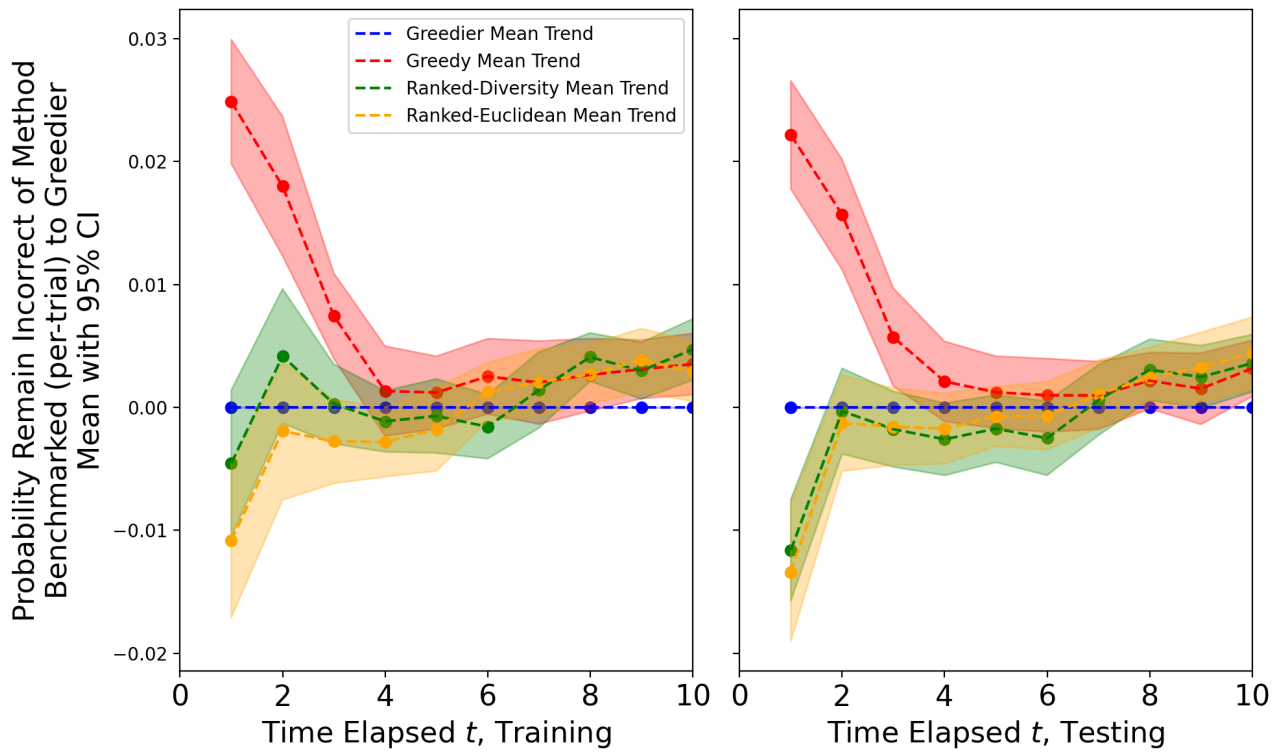 Probability Remain Incorrect of Method
Benchmarked (per-trial) to Greedier
Mean with 95% CI
0.03
0.02
0.01
0.00
−0.01
−0.02
Greedier Mean Trend
Greedy Mean Trend
Ranked-Diversity Mean Trend
Ranked-Euclidean Mean Trend
0 2 4 6 8 10
Time Elapsed t, Training
0 2 4 6 8 10
Time Elapsed t, Testing